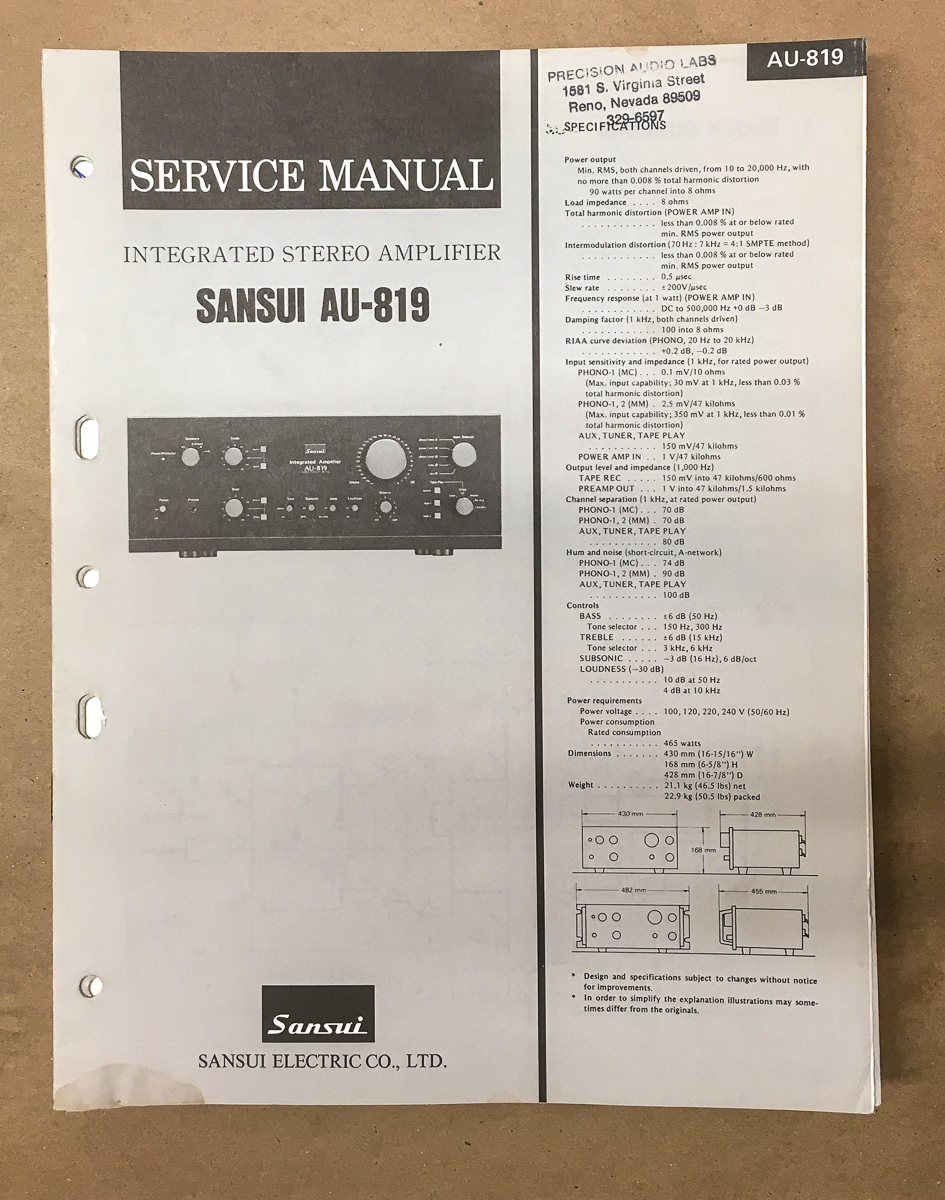 SERVICE MANUAL
INTEGRATED STEREO AMPLIFIER
SANSUI AU-819
Sansui
Integrated Amplifier
AU-819
Sansui
SANSUI ELECTRIC CO., LTD.
AU-819
PRECISION AUDIO LABS
1581 S. Virginia Street
Reno, Nevada 89509
329-6597
SPECIFICATIONS
Power output
Min. RMS, both channels driven, from 10 to 20,000 Hz, with
no more than 0.008 % total harmonic distortion
90 watts per channel into 8 ohms
Load impedance . . . . 8 ohms
Total harmonic distortion (POWER AMP IN)
. . . . . . . . . . . . less than 0.008 % at or below rated
min. RMS power output
Intermodulation distortion (70 Hz : 7 kHz = 4:1 SMPTE method)
. . . . . . . . . . . . less than 0.008 % at or below rated
min. RMS power output
Rise time . . . . . . . . 0.5 μsec
Slew rate . . . . . . . . ±200V/μsec
Frequency response (at 1 watt) (POWER AMP IN)
. . . . . . . . . . . . DC to 500,000 Hz +0 dB −3 dB
Damping factor (1 kHz, both channels driven)
. . . . . . . . . . . . 100 into 8 ohms
RIAA curve deviation (PHONO, 20 Hz to 20 kHz)
. . . . . . . . . . . . +0.2 dB, −0.2 dB
Input sensitivity and impedance (1 kHz, for rated power output)
PHONO-1 (MC) . . . 0.1 mV/10 ohms
(Max. input capability; 30 mV at 1 kHz, less than 0.03 %
total harmonic distortion)
PHONO-1, 2 (MM) . 2.5 mV/47 kilohms
(Max. input capability; 350 mV at 1 kHz, less than 0.01 %
total harmonic distortion)
AUX, TUNER, TAPE PLAY
. . . . . . . . . . . 150 mV/47 kilohms
POWER AMP IN . . 1 V/47 kilohms
Output level and impedance (1,000 Hz)
TAPE REC . . . . . 150 mV into 47 kilohms/600 ohms
PREAMP OUT . . . 1 V into 47 kilohms/1.5 kilohms
Channel separation (1 kHz, at rated power output)
PHONO-1 (MC) . . . 70 dB
PHONO-1, 2 (MM) . 70 dB
AUX, TUNER, TAPE PLAY
. . . . . . . . . . . 80 dB
Hum and noise (short-circuit, A-network)
PHONO-1 (MC) . . . 74 dB
PHONO-1, 2 (MM) . 90 dB
AUX, TUNER, TAPE PLAY
. . . . . . . . . . . 100 dB
Controls
BASS . . . . . . . . ±6 dB (50 Hz)
Tone selector . . . 150 Hz, 300 Hz
TREBLE . . . . . . ±6 dB (15 kHz)
Tone selector . . . 3 kHz, 6 kHz
SUBSONIC . . . . . −3 dB (16 Hz), 6 dB/oct
LOUDNESS (−30 dB)
. . . . . . . . . . . 10 dB at 50 Hz
4 dB at 10 kHz
Power requirements
Power voltage . . . . 100, 120, 220, 240 V (50/60 Hz)
Power consumption
Rated consumption
. . . . . . . . . . . 465 watts
Dimensions . . . . . . . 430 mm (16-15/16") W
168 mm (6-5/8") H
428 mm (16-7/8") D
Weight . . . . . . . . . . 21.1 kg (46.5 lbs) net
22.9 kg (50.5 lbs) packed
430 mm
428 mm
168 mm
482 mm
455 mm
* Design and specifications subject to changes without notice
for improvements.
* In order to simplify the explanation illustrations may some-
times differ from the originals.